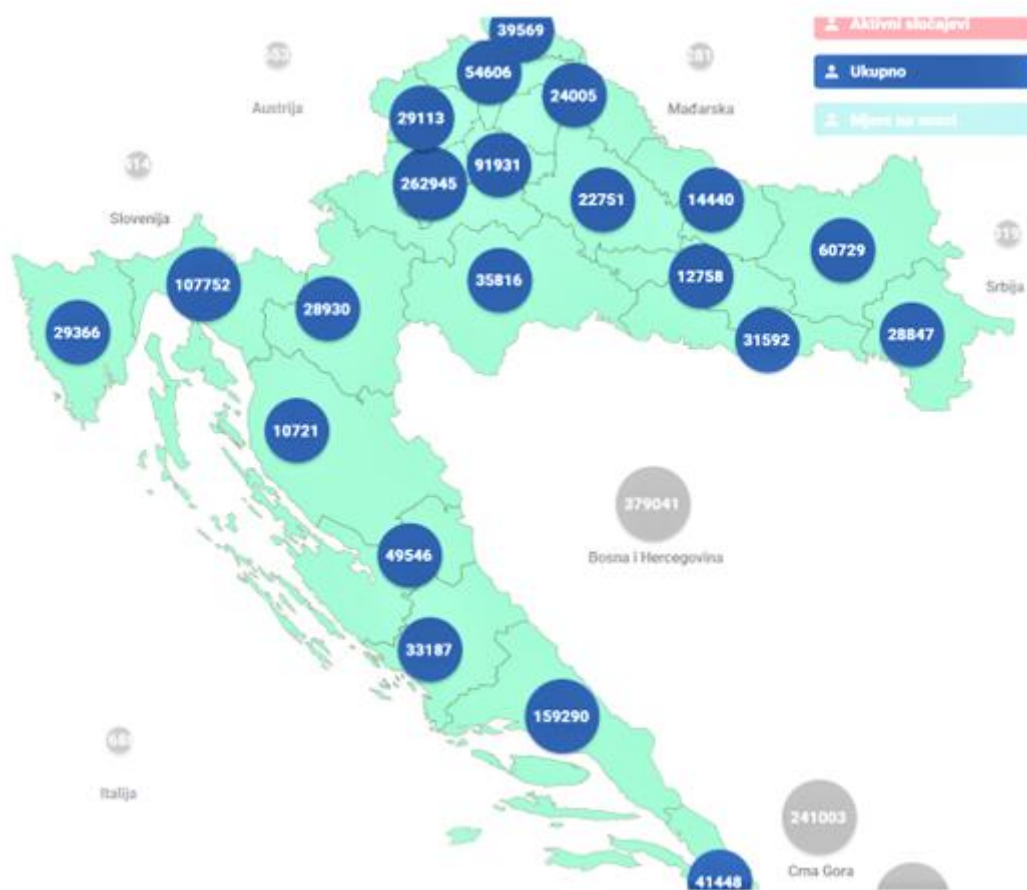 39569
Aktivni slučajevi
54606
Ukupno
24005
Austrija
Mađarska
29113
91931
262945
22751
14440
Slovenija
60729
107752
35816
12758
Srbija
28930
29366
31592
28847
10721
379041
Bosna i Hercegovina
49546
33187
159290
Italija
241003
Crna Gora
41448